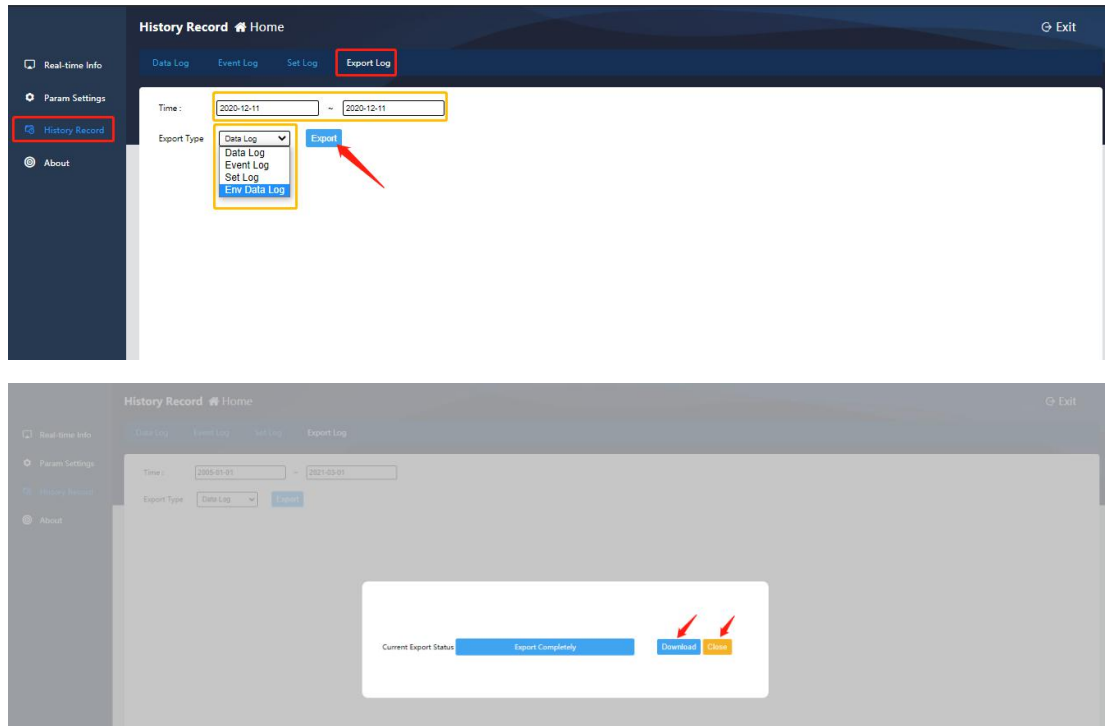 History Record Home Exit
Real-time Info
Data Log Event Log Set Log Export Log
Param Settings
Time : 2020-12-11 ~ 2020-12-11
History Record
Export Type Data Log Export
Data Log
Event Log
About
Set Log
Env Data Log
History Record Home Exit
Real-time Info
Data Log Event Log Set Log Export Log
Param Settings
Time : 2005-01-01 ~ 2021-03-01
History Record
Export Type Data Log Export
About
Current Export Status Export Completely Download Close